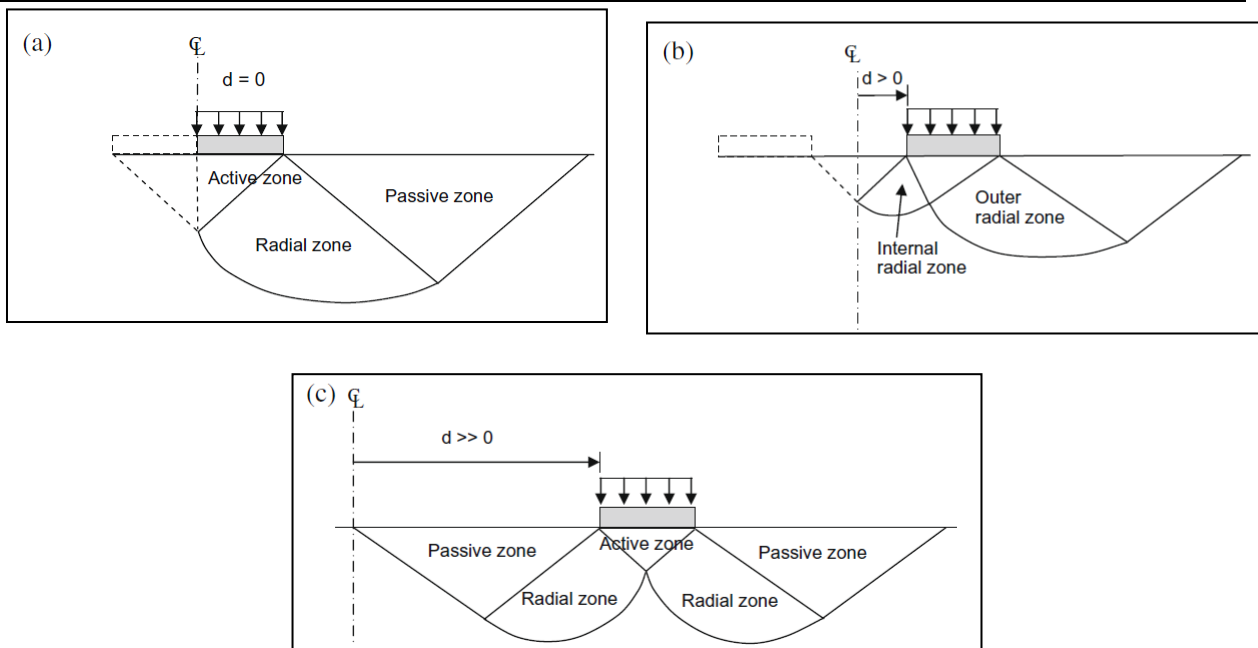 (a)
℄
d = 0
Active zone
Passive zone
Radial zone
(b)
℄
d > 0
Outer
radial zone
Internal
radial zone
(c) ℄
d >> 0
Passive zone
Active zone
Passive zone
Radial zone
Radial zone